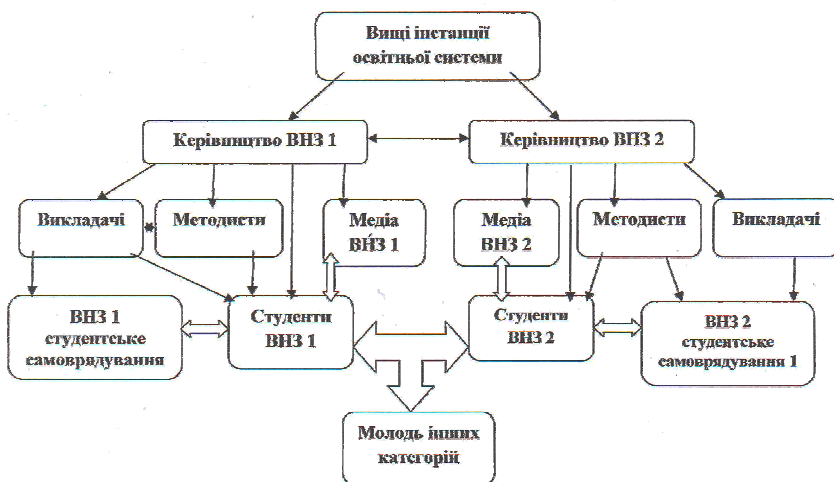 Вищі інстанції
освітньої системи
Керівництво ВНЗ 1
Керівництво ВНЗ 2
Викладачі
Методисти
Медіа
ВНЗ 1
Медіа
ВНЗ 2
Методисти
Викладачі
ВНЗ 1
студентське
самоврядування
Студенти
ВНЗ 1
Студенти
ВНЗ 2
ВНЗ 2
студентське
самоврядування 1
Молодь інших
категорій